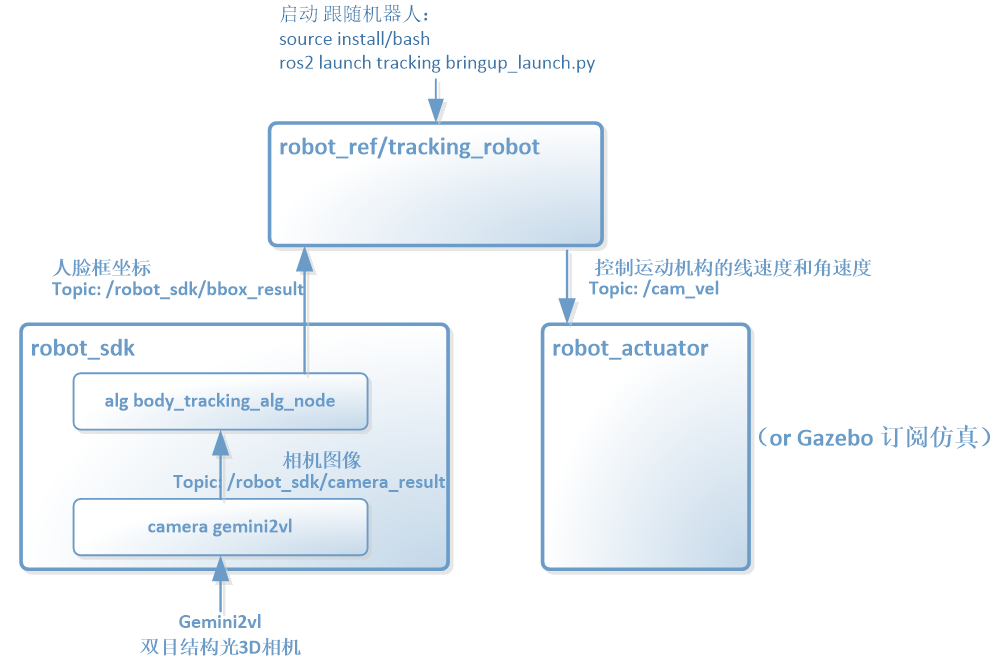 启动 跟随机器人：
source install/bash
ros2 launch tracking bringup_launch.py
robot_ref/tracking_robot
人脸框坐标
Topic: /robot_sdk/bbox_result
控制运动机构的线速度和角速度
Topic: /cam_vel
robot_sdk
alg body_tracking_alg_node
相机图像
Topic: /robot_sdk/camera_result
camera gemini2vl
Gemini2vl
双目结构光3D相机
robot_actuator
（or Gazebo 订阅仿真）